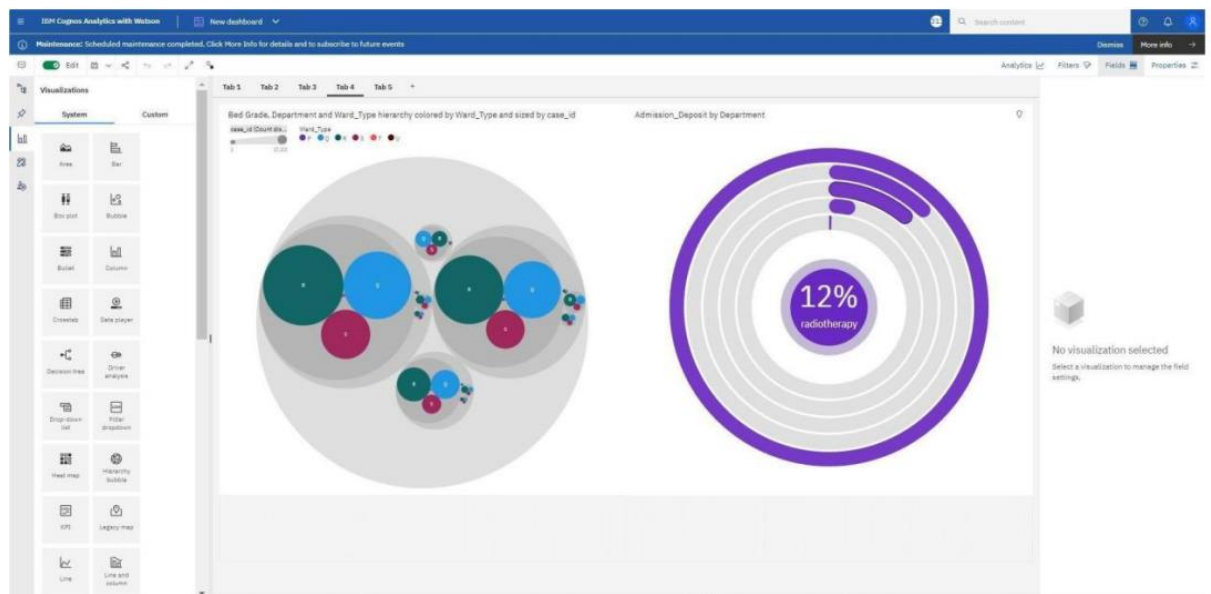 IBM Cognos Analytics with Watson
New dashboard
Search content
Maintenance: Scheduled maintenance completed. Click More Info for details and to subscribe to future events
Dismiss
More info
Edit
Analytics
Filters
Fields
Properties
Visualizations
System
Custom
Area
Bar
Box plot
Bubble
Bullet
Column
Crosstab
Data player
Decision tree
Driver
analysis
Drop-down
list
Filter
dropdown
Heat map
Hierarchy
bubble
KPI
Legacy map
Line
Line and
column
Tab 1
Tab 2
Tab 3
Tab 4
Tab 5
+
Bed Grade, Department and Ward_Type hierarchy colored by Ward_Type and sized by case_id
case_id (Count dis...
Ward_Type
P Q R S T U
1
R
Q
S
R
Q
S
Q
R
S
R
Q
S
Admission_Deposit by Department
12%
radiotherapy
No visualization selected
Select a visualization to manage the field
settings.